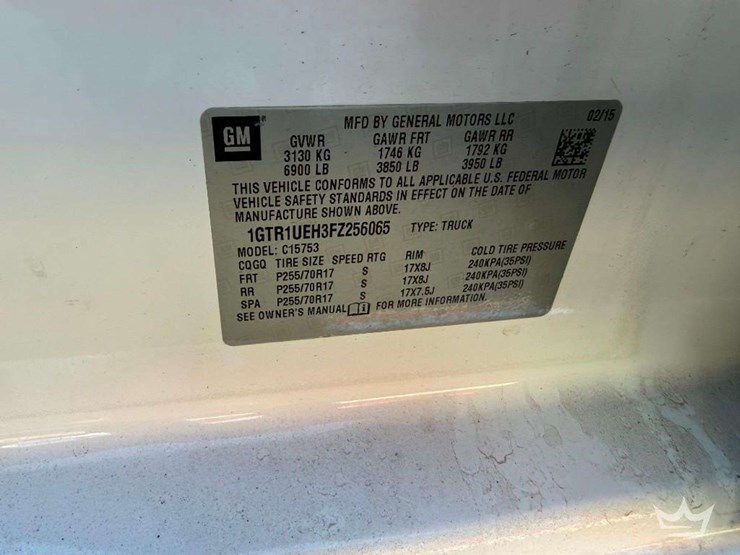 GM
MFD BY GENERAL MOTORS LLC 02/15
GVWR GAWR FRT GAWR RR
3130 KG 1746 KG 1792 KG
6900 LB 3850 LB 3950 LB
THIS VEHICLE CONFORMS TO ALL APPLICABLE U.S. FEDERAL MOTOR
VEHICLE SAFETY STANDARDS IN EFFECT ON THE DATE OF
MANUFACTURE SHOWN ABOVE.
1GTR1UEH3FZ256065 TYPE: TRUCK
MODEL: C15753
CQGQ TIRE SIZE SPEED RTG RIM COLD TIRE PRESSURE
FRT P255/70R17 S 17X8J 240KPA(35PSI)
RR P255/70R17 S 17X8J 240KPA(35PSI)
SPA P255/70R17 S 17X7.5J 240KPA(35PSI)
SEE OWNER'S MANUAL FOR MORE INFORMATION.